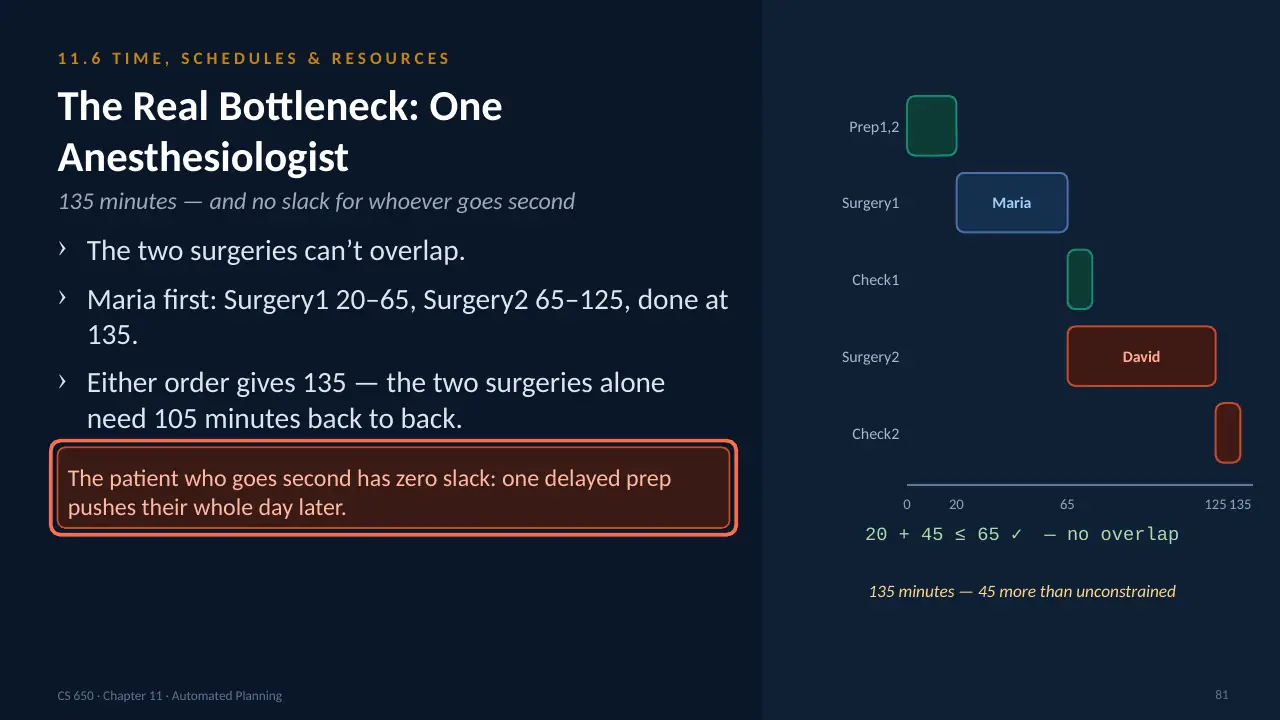 11.6 TIME, SCHEDULES & RESOURCES
The Real Bottleneck: One
Anesthesiologist
135 minutes — and no slack for whoever goes second
› The two surgeries can’t overlap.
› Maria first: Surgery1 20–65, Surgery2 65–125, done at
135.
› Either order gives 135 — the two surgeries alone
need 105 minutes back to back.
The patient who goes second has zero slack: one delayed prep
pushes their whole day later.
Prep1,2
Surgery1 Maria
Check1
Surgery2 David
Check2
0 20 65 125 135
20 + 45 ≤ 65 ✓ — no overlap
135 minutes — 45 more than unconstrained
CS 650 · Chapter 11 · Automated Planning
81